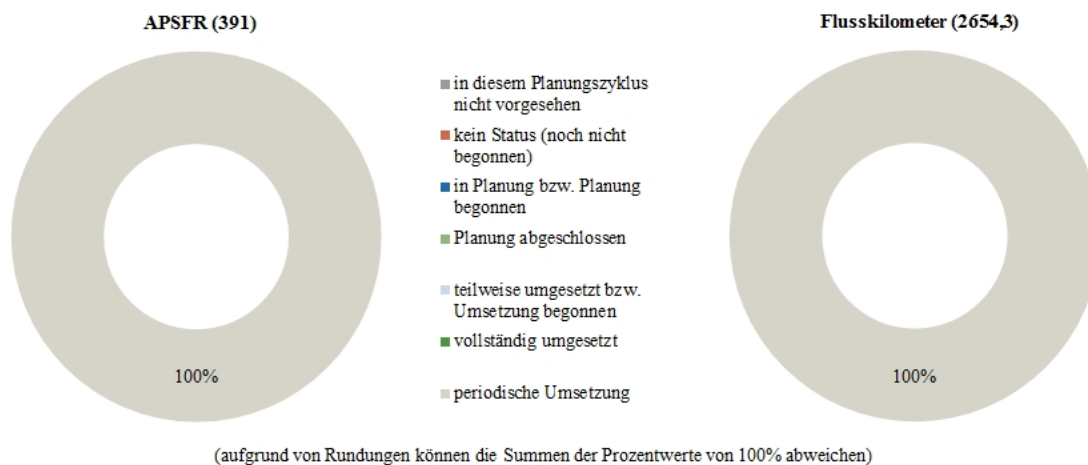 APSFR (391)
100%
in diesem Planungszyklus
nicht vorgesehen
kein Status (noch nicht
begonnen)
in Planung bzw. Planung
begonnen
Planung abgeschlossen
teilweise umgesetzt bzw.
Umsetzung begonnen
vollständig umgesetzt
periodische Umsetzung
Flusskilometer (2654,3)
100%
(aufgrund von Rundungen können die Summen der Prozentwerte von 100% abweichen)